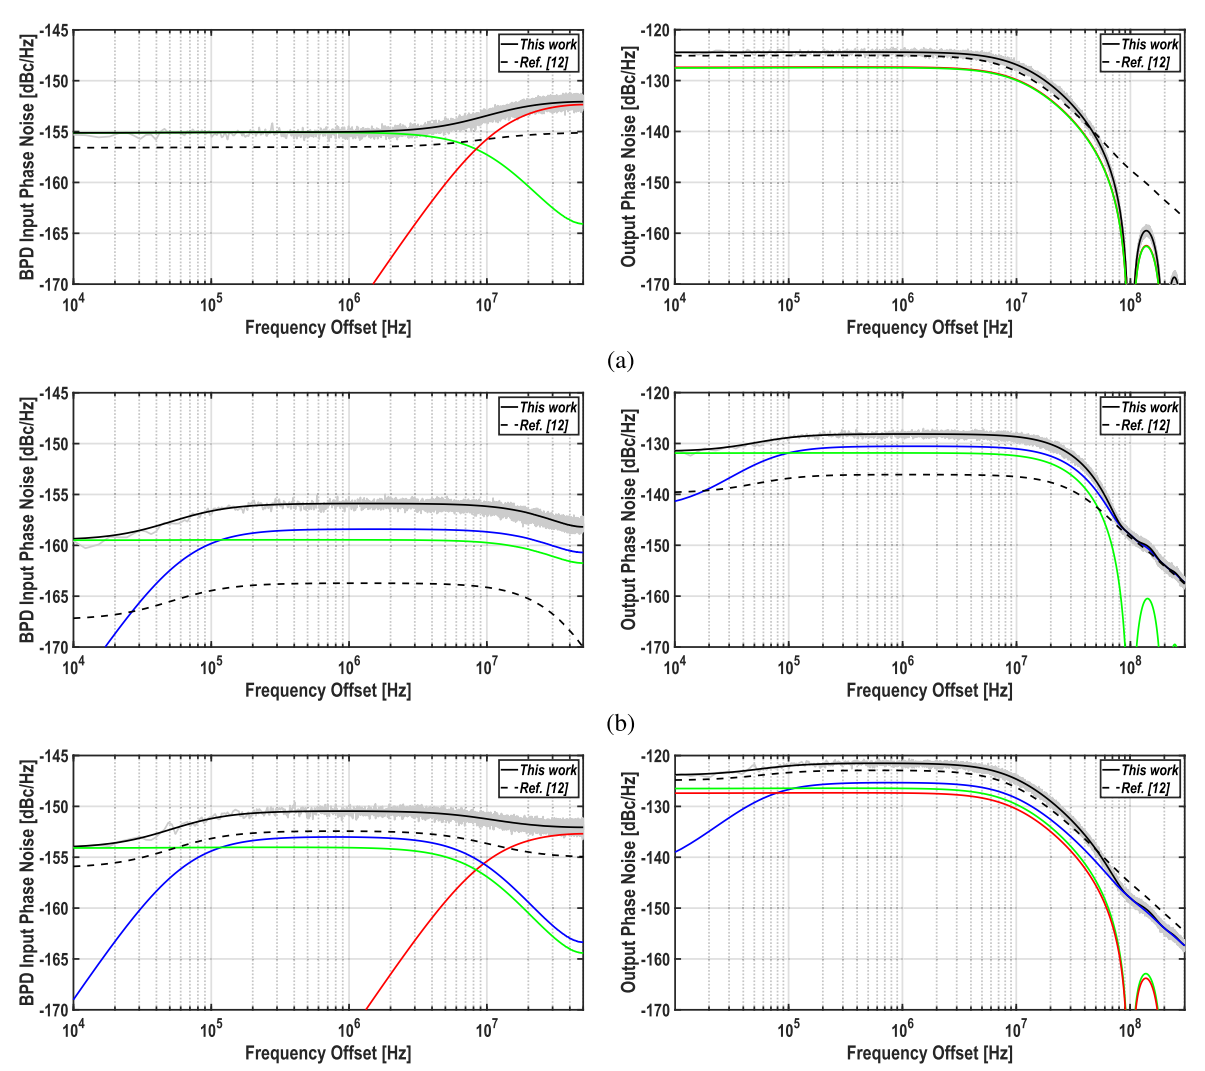 -145
-150
-155
-160
-165
-170
BPD Input Phase Noise [dBc/Hz]
This work
Ref. [12]
10^4
10^5
10^6
10^7
Frequency Offset [Hz]
-120
-130
-140
-150
-160
-170
Output Phase Noise [dBc/Hz]
This work
Ref. [12]
10^4
10^5
10^6
10^7
10^8
Frequency Offset [Hz]
(a)
-145
-150
-155
-160
-165
-170
BPD Input Phase Noise [dBc/Hz]
This work
Ref. [12]
10^4
10^5
10^6
10^7
Frequency Offset [Hz]
-120
-130
-140
-150
-160
-170
Output Phase Noise [dBc/Hz]
This work
Ref. [12]
10^4
10^5
10^6
10^7
10^8
Frequency Offset [Hz]
(b)
-145
-150
-155
-160
-165
-170
BPD Input Phase Noise [dBc/Hz]
This work
Ref. [12]
10^4
10^5
10^6
10^7
Frequency Offset [Hz]
-120
-130
-140
-150
-160
-170
Output Phase Noise [dBc/Hz]
This work
Ref. [12]
10^5
10^6
10^7
10^8
Frequency Offset [Hz]